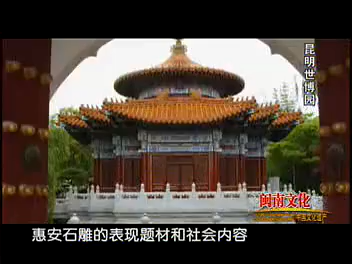 昆明世博园
闽南文化
惠安石雕的表现题材和社会内容